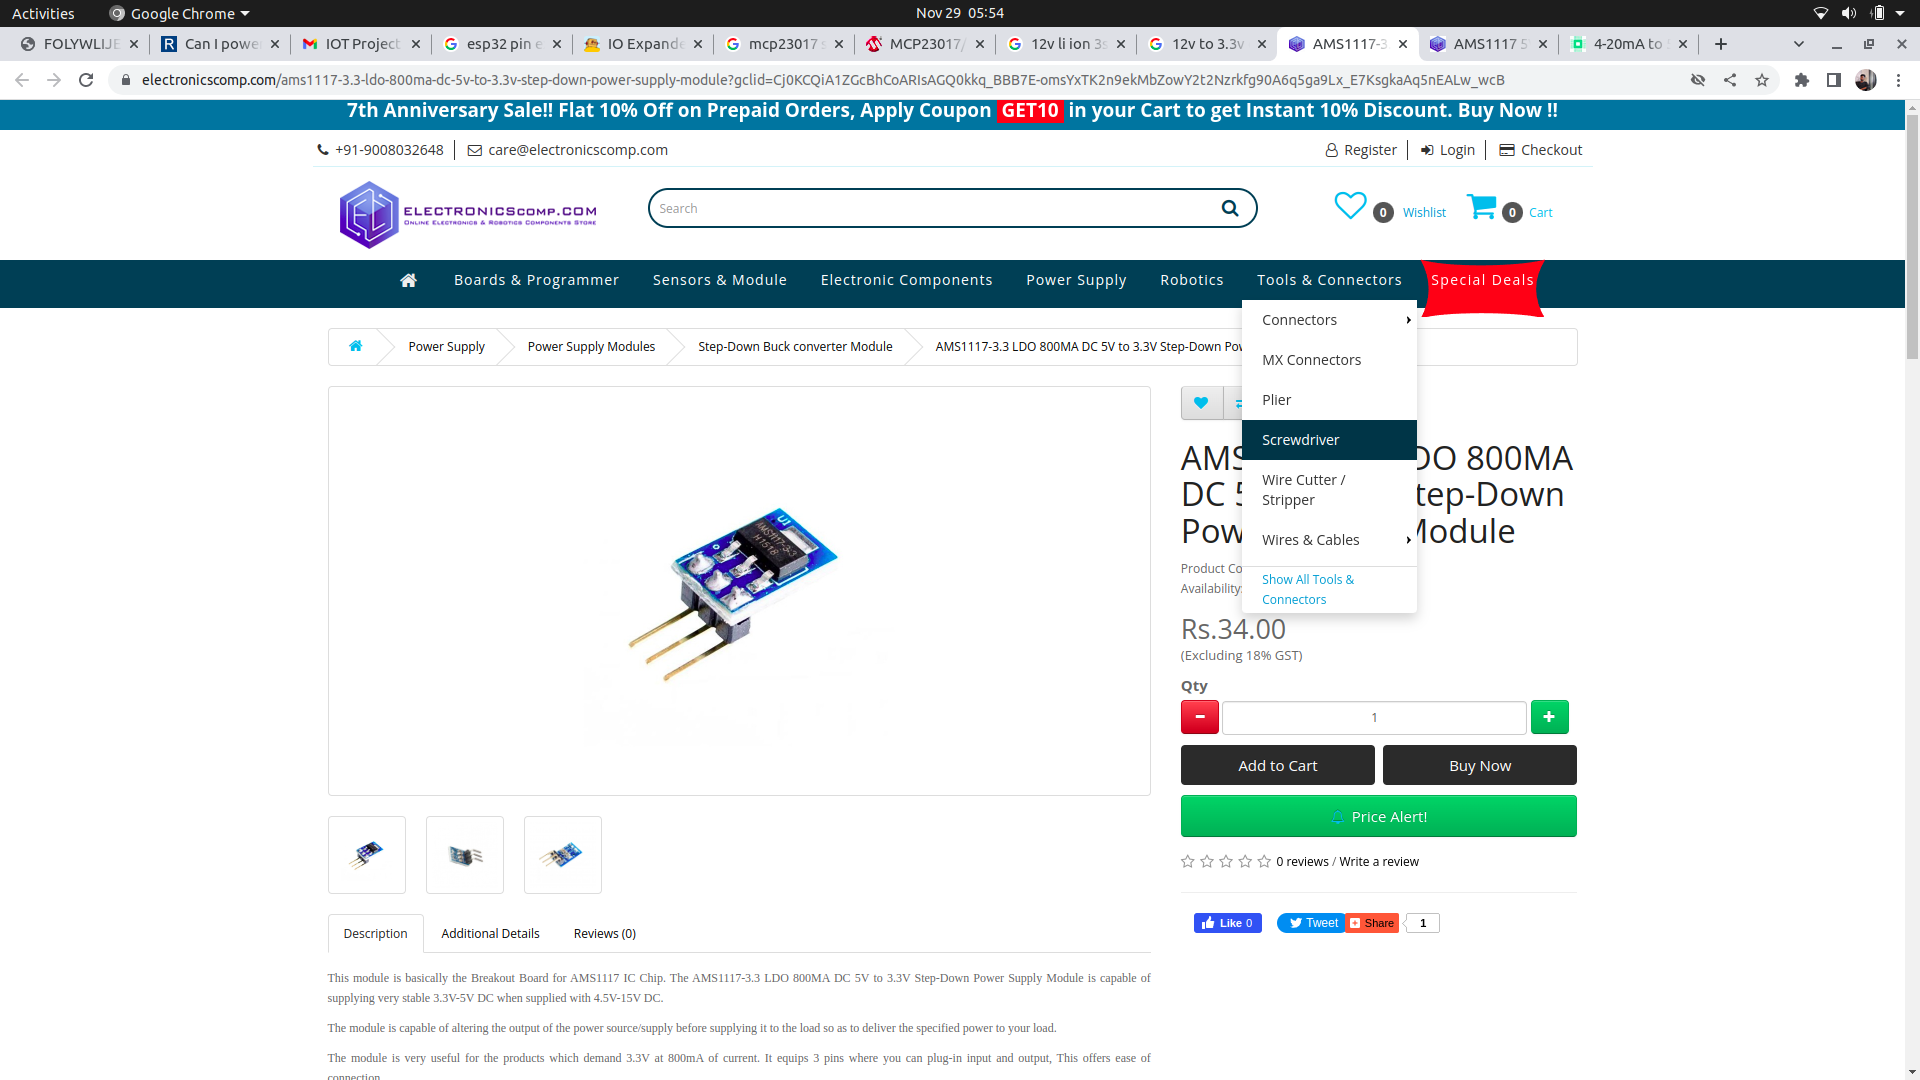 Activities
Google Chrome
Nov 29 05:54
FOLYWLIJE
Can I powe
IOT Project
esp32 pin e
IO Expande
mcp23017 s
MCP23017/
12v li ion 3s
12v to 3.3v
AMS1117-3
AMS1117 5
4-20mA to
electronicscomp.com/ams1117-3.3-ldo-800ma-dc-5v-to-3.3v-step-down-power-supply-module?gclid=Cj0KCQiA1ZGcBhCoARIsAGQ0kkq_BBB7E-omsYxTK2n9ekMbZowY2t2Nzrkfg90A6q5ga9Lx_E7KsgkaAq5nEALw_wcB
7th Anniversary Sale!! Flat 10% Off on Prepaid Orders, Apply Coupon GET10 in your Cart to get Instant 10% Discount. Buy Now !!
+91-9008032648
care@electronicscomp.com
Register
Login
Checkout
ELECTRONICSCOMP.COM
ONLINE ELECTRONICS & ROBOTICS COMPONENTS STORE
Search
0 Wishlist
0 Cart
Boards & Programmer
Sensors & Module
Electronic Components
Power Supply
Robotics
Tools & Connectors
Special Deals
Connectors
MX Connectors
Plier
Screwdriver
Wire Cutter /
Stripper
Wires & Cables
Show All Tools &
Connectors
Power Supply
Power Supply Modules
Step-Down Buck converter Module
AMS1117-3.3 LDO 800MA DC 5V to 3.3V Step-Down Pow
U1
AMS1117-3.3
H1518
AMS DO 800MA
DC 5 tep-Down
Pow Module
Product Co
Availability:
Rs.34.00
(Excluding 18% GST)
Qty
1
Add to Cart
Buy Now
Price Alert!
0 reviews / Write a review
Like 0
Tweet
Share
1
Description
Additional Details
Reviews (0)
This module is basically the Breakout Board for AMS1117 IC Chip. The AMS1117-3.3 LDO 800MA DC 5V to 3.3V Step-Down Power Supply Module is capable of
supplying very stable 3.3V-5V DC when supplied with 4.5V-15V DC.
The module is capable of altering the output of the power source/supply before supplying it to the load so as to deliver the specified power to your load.
The module is very useful for the products which demand 3.3V at 800mA of current. It equips 3 pins where you can plug-in input and output, This offers ease of
connection.